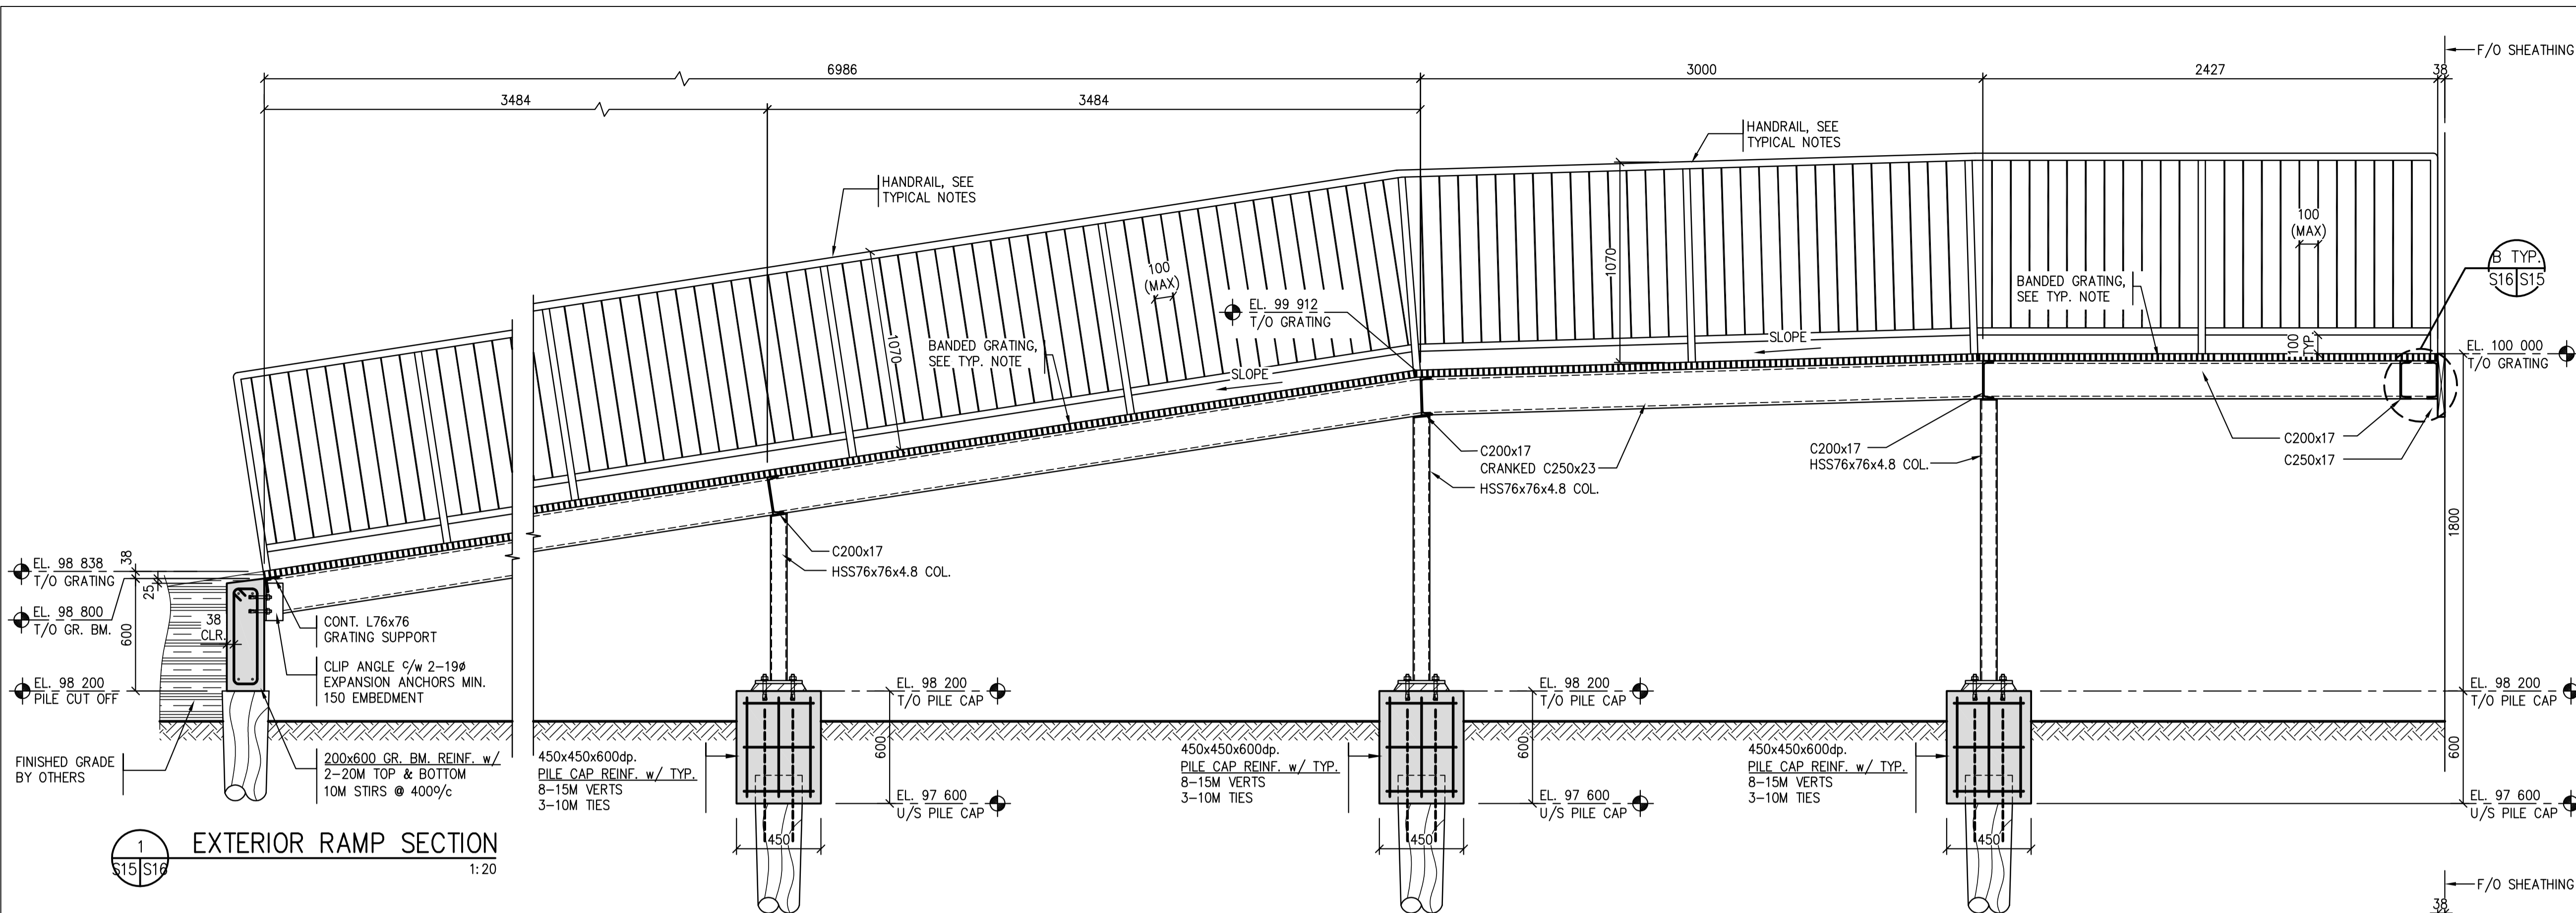 F/O SHEATHING
6986
3000
2427
38
3484
3484
HANDRAIL, SEE
TYPICAL NOTES
HANDRAIL, SEE
TYPICAL NOTES
100
(MAX)
B TYP.
S16 S15
1070
100
(MAX)
1070
BANDED GRATING,
SEE TYP. NOTE
EL. 99 912
T/O GRATING
BANDED GRATING,
SEE TYP. NOTE
SLOPE
SLOPE
100
TYP.
EL. 100 000
T/O GRATING
C200x17
CRANKED C250x23
HSS76x76x4.8 COL.
C200x17
HSS76x76x4.8 COL.
C200x17
C250x17
1800
C200x17
HSS76x76x4.8 COL.
EL. 98 838
T/O GRATING
38
25
EL. 98 800
T/O GR. BM.
600
38
CLR.
CONT. L76x76
GRATING SUPPORT
CLIP ANGLE c/w 2-19ø
EXPANSION ANCHORS MIN.
150 EMBEDMENT
EL. 98 200
PILE CUT OFF
EL. 98 200
T/O PILE CAP
EL. 98 200
T/O PILE CAP
EL. 98 200
T/O PILE CAP
FINISHED GRADE
BY OTHERS
200x600 GR. BM. REINF. w/
2-20M TOP & BOTTOM
10M STIRS @ 400o/c
450x450x600dp.
PILE CAP REINF. w/ TYP.
8-15M VERTS
3-10M TIES
600
EL. 97 600
U/S PILE CAP
450
450x450x600dp.
PILE CAP REINF. w/ TYP.
8-15M VERTS
3-10M TIES
600
EL. 97 600
U/S PILE CAP
450
450x450x600dp.
PILE CAP REINF. w/ TYP.
8-15M VERTS
3-10M TIES
600
EL. 97 600
U/S PILE CAP
450
1
S15 S16
EXTERIOR RAMP SECTION
1:20
F/O SHEATHING
38